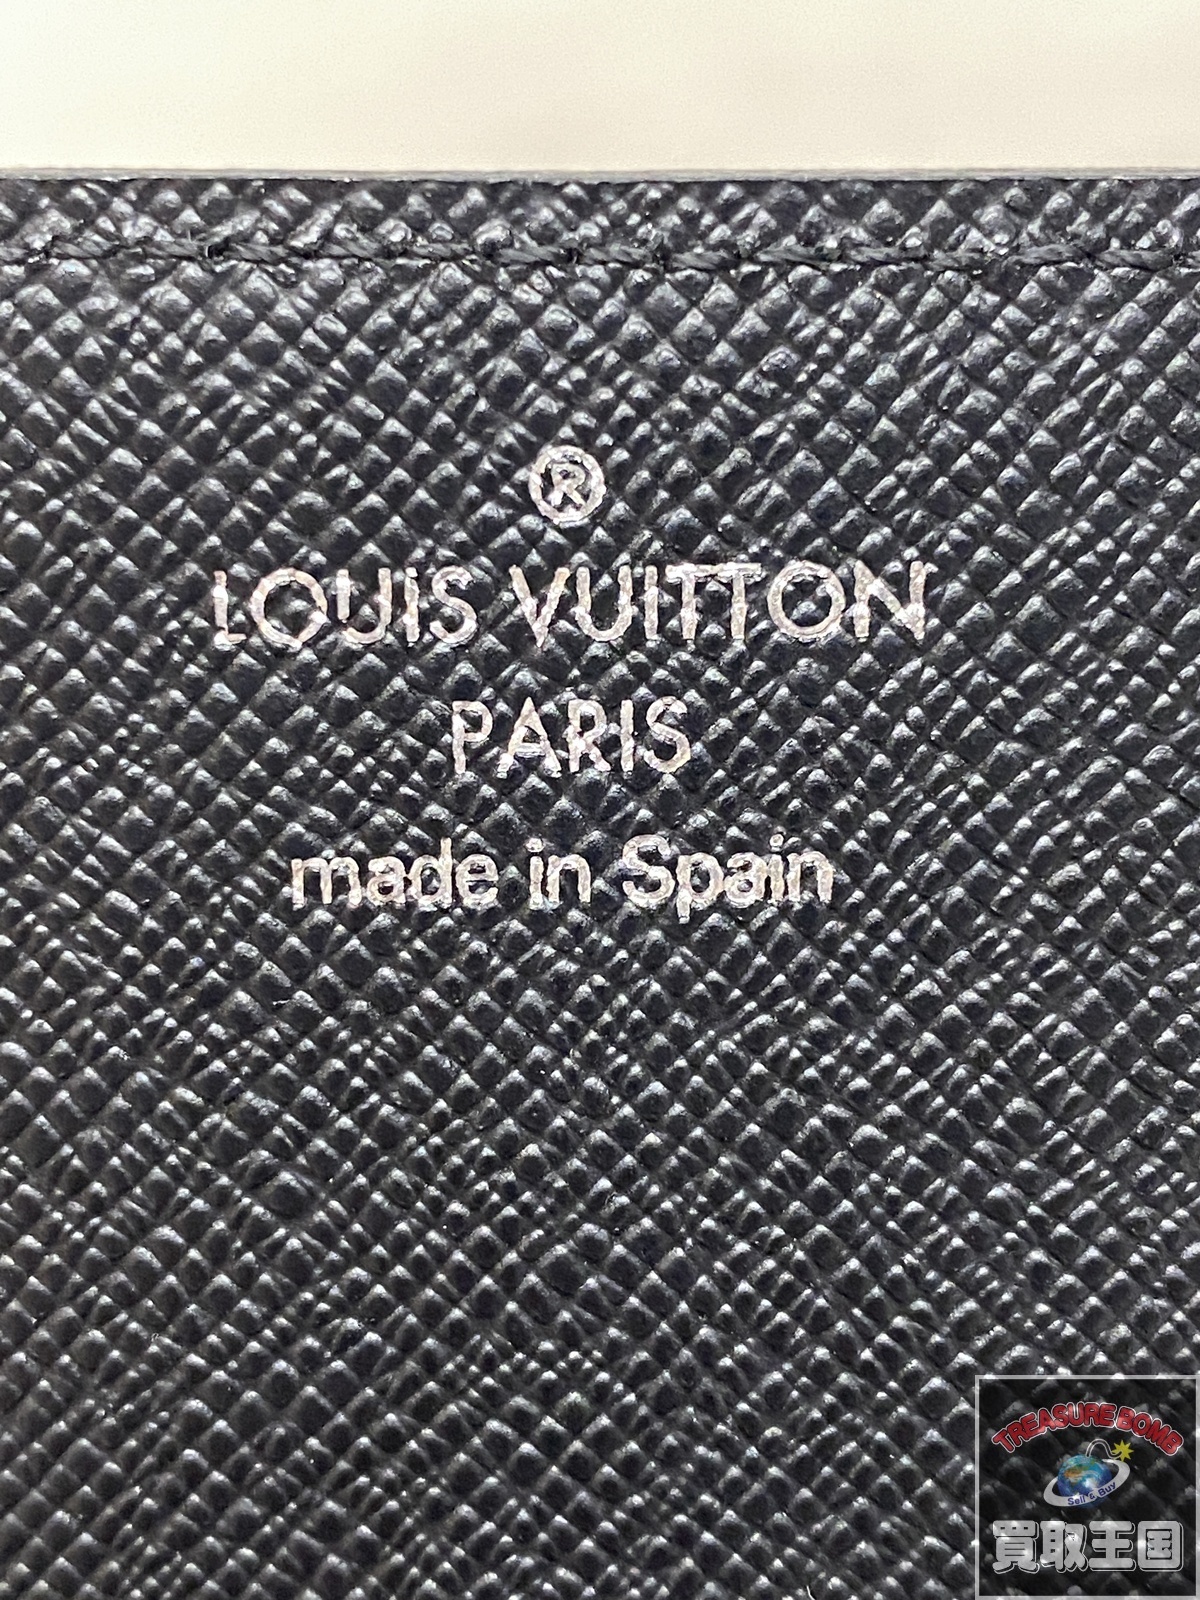 ®
LOUIS VUITTON
PARIS
made in Spain
TREASURE BOMB
Sell & Buy
買取王国